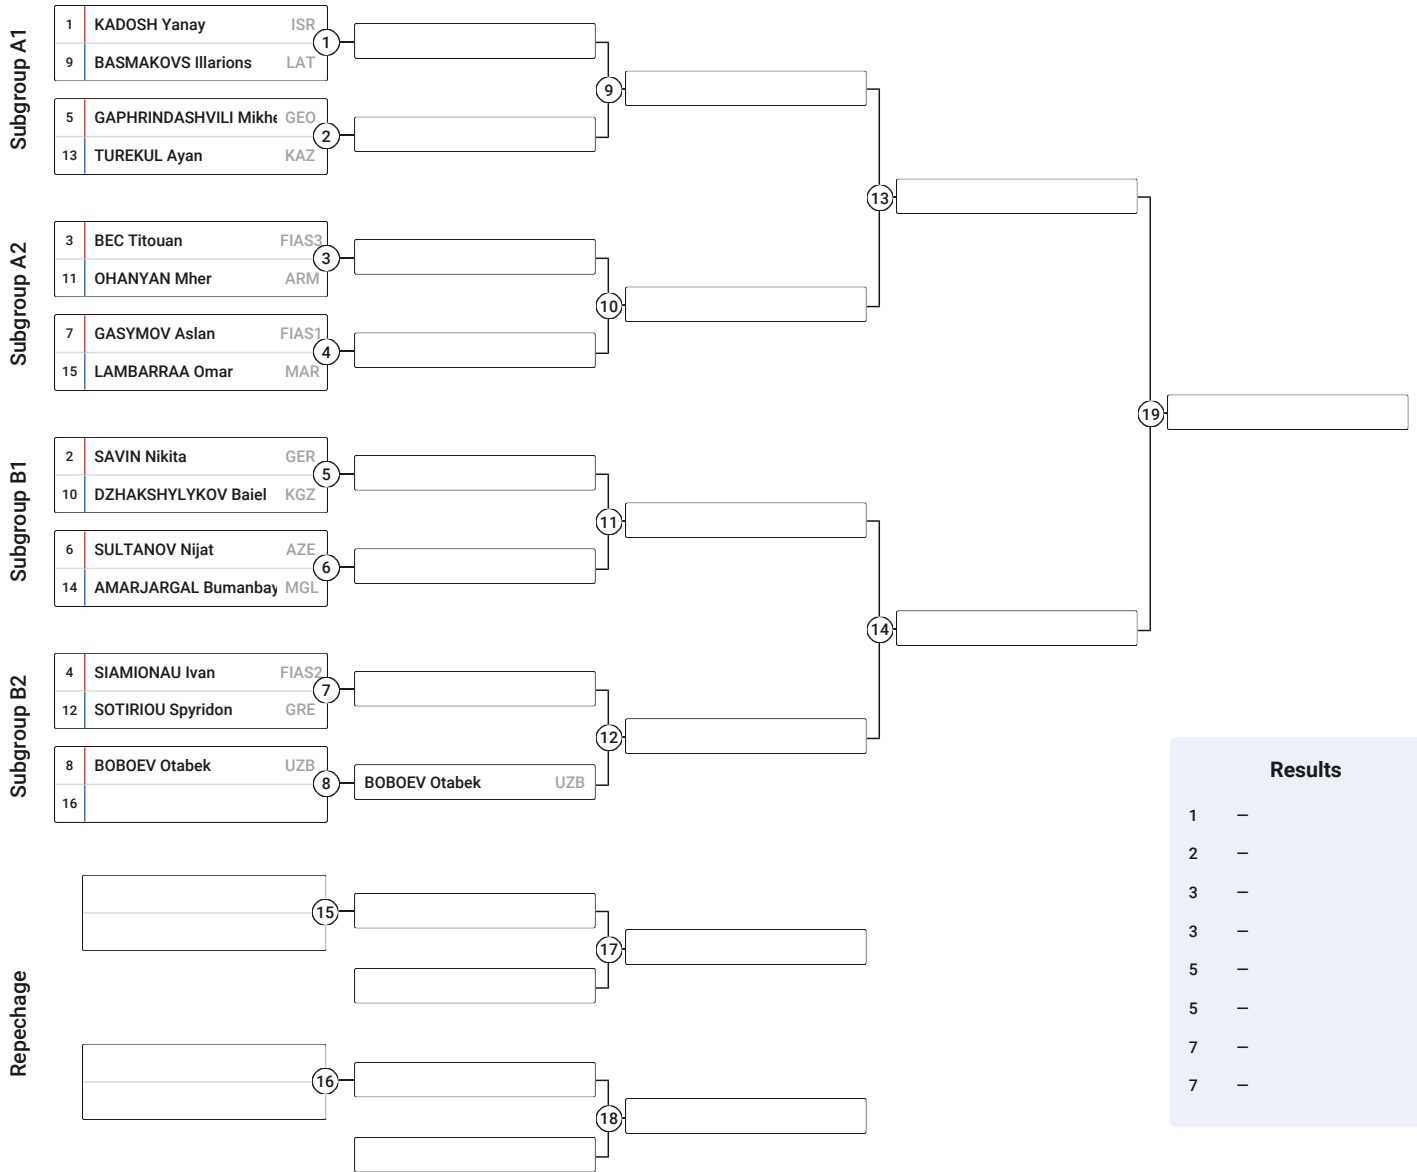 Subgroup A1
1 KADOSH Yanay ISR
9 BASMAKOVS Illarions LAT
1
5 GAPHRINDASHVILI Mikhe GEO
13 TUREKUL Ayan KAZ
2
9
Subgroup A2
3 BEC Titouan FIAS3
11 OHANYAN Mher ARM
3
7 GASYMOV Aslan FIAS1
15 LAMBARRAA Omar MAR
4
10
13
Subgroup B1
2 SAVIN Nikita GER
10 DZHAKSHYLYKOV Baiel KGZ
5
6 SULTANOV Nijat AZE
14 AMARJARGAL Bumanbay MGL
6
11
Subgroup B2
4 SIAMIONAU Ivan FIAS2
12 SOTIRIOU Spyridon GRE
7
8 BOBOEV Otabek UZB
16
8
BOBOEV Otabek UZB
12
14
19
Repechage
15
17
16
18
Results
1 –
2 –
3 –
3 –
5 –
5 –
7 –
7 –